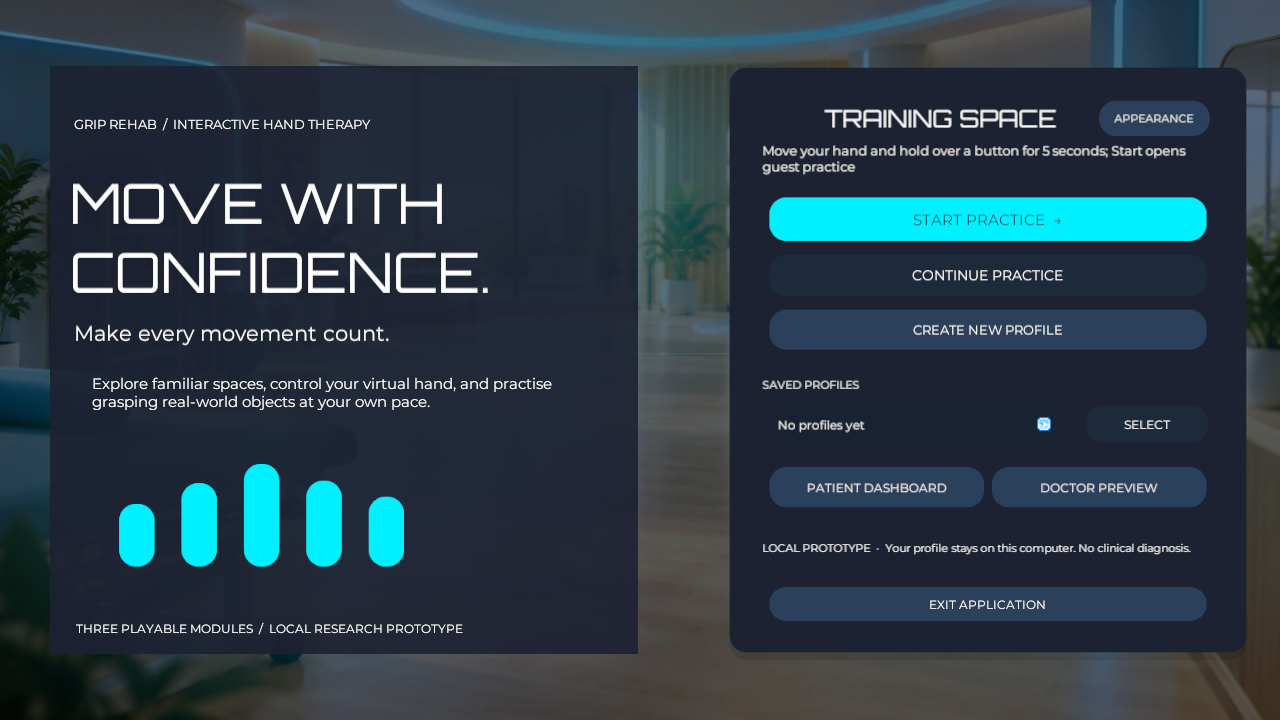 GRIP REHAB / INTERACTIVE HAND THERAPY
MOVE WITH
CONFIDENCE.
Make every movement count.
Explore familiar spaces, control your virtual hand, and practise
grasping real-world objects at your own pace.
THREE PLAYABLE MODULES / LOCAL RESEARCH PROTOTYPE
TRAINING SPACE
APPEARANCE
Move your hand and hold over a button for 5 seconds; Start opens
guest practice
START PRACTICE →
CONTINUE PRACTICE
CREATE NEW PROFILE
SAVED PROFILES
No profiles yet
SELECT
PATIENT DASHBOARD
DOCTOR PREVIEW
LOCAL PROTOTYPE · Your profile stays on this computer. No clinical diagnosis.
EXIT APPLICATION